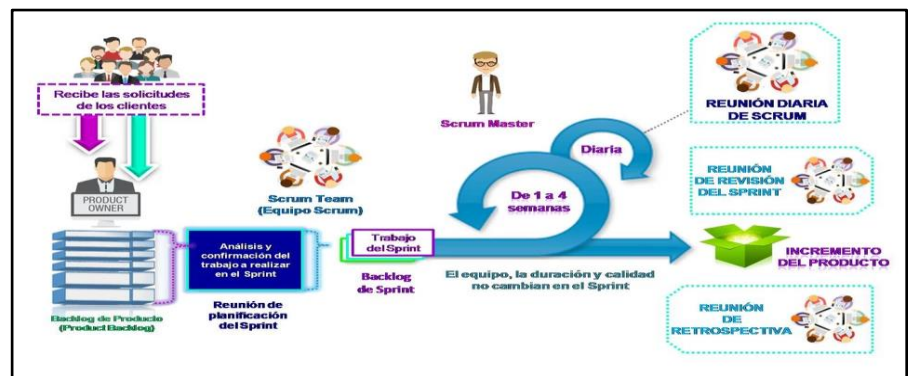 Recibe las solicitudes
de los clientes
PRODUCT
OWNER
Backlog de Producto
(Product Backlog)
Análisis y
confirmación del
trabajo a realizar
en el Sprint
Reunión de
planificación
del Sprint
Scrum Team
(Equipo Scrum)
Trabajo
del Sprint
Backlog
de Sprint
Scrum Master
De 1 a 4
semanas
Diaria
El equipo, la duración y calidad
no cambian en el Sprint
REUNIÓN DIARIA
DE SCRUM
REUNIÓN
DE REVISIÓN
DEL SPRINT
INCREMENTO
DEL PRODUCTO
REUNIÓN
DE
RETROSPECTIVA